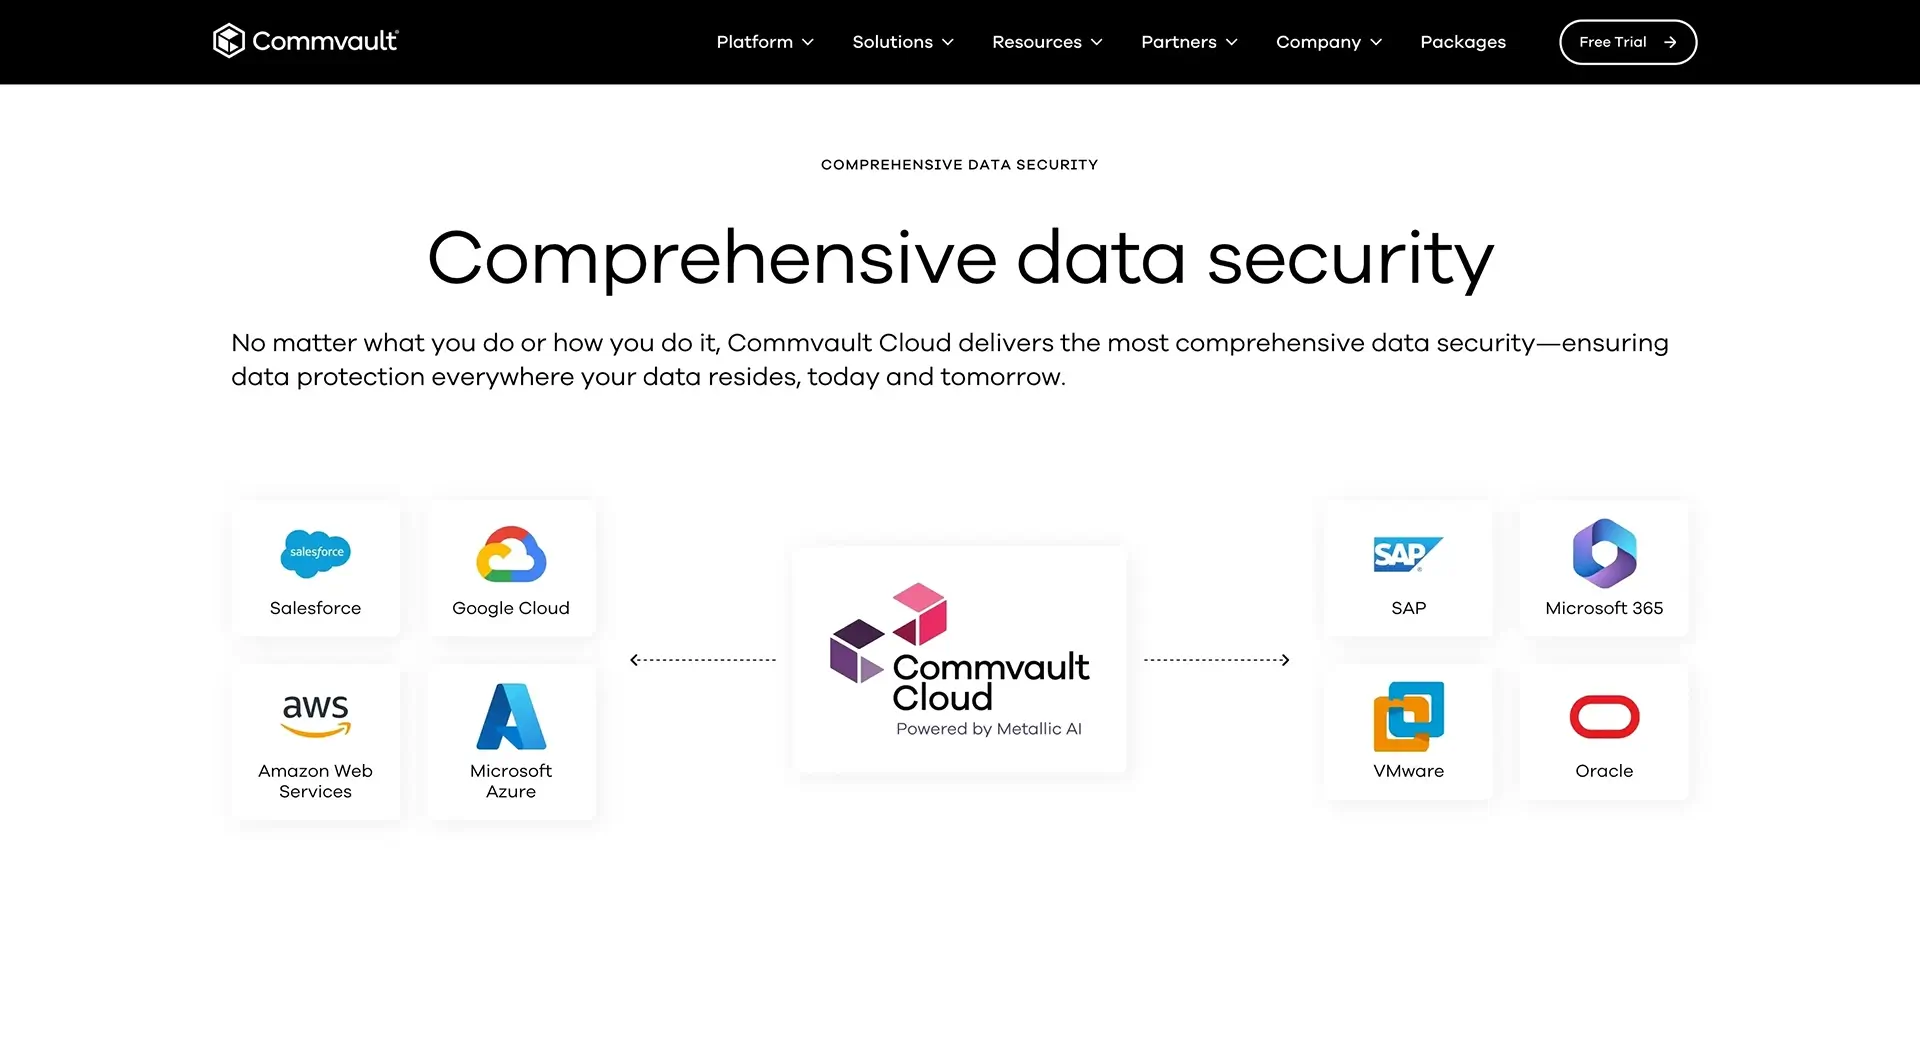 Commvault
Platform
Solutions
Resources
Partners
Company
Packages
Free Trial
COMPREHENSIVE DATA SECURITY
Comprehensive data security
No matter what you do or how you do it, Commvault Cloud delivers the most comprehensive data security—ensuring
data protection everywhere your data resides, today and tomorrow.
salesforce
Salesforce
Google Cloud
aws
Amazon Web
Services
Microsoft
Azure
Commvault
Cloud
Powered by Metallic AI
SAP
SAP
Microsoft 365
VMware
Oracle